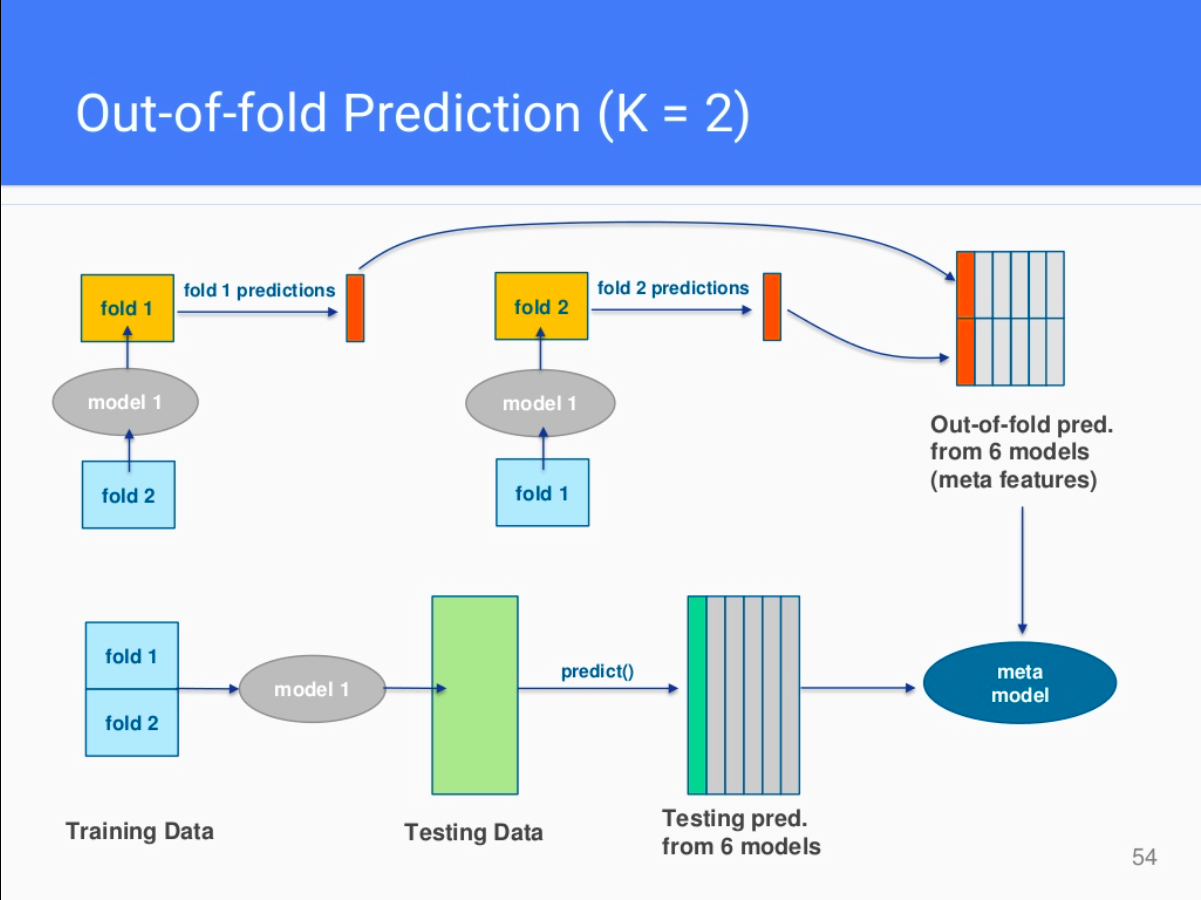 Out-of-fold Prediction (K = 2)
fold 1
fold 1 predictions
model 1
fold 2
fold 2
fold 2 predictions
model 1
fold 1
Out-of-fold pred.
from 6 models
(meta features)
fold 1
fold 2
model 1
predict()
meta
model
Training Data
Testing Data
Testing pred.
from 6 models
54